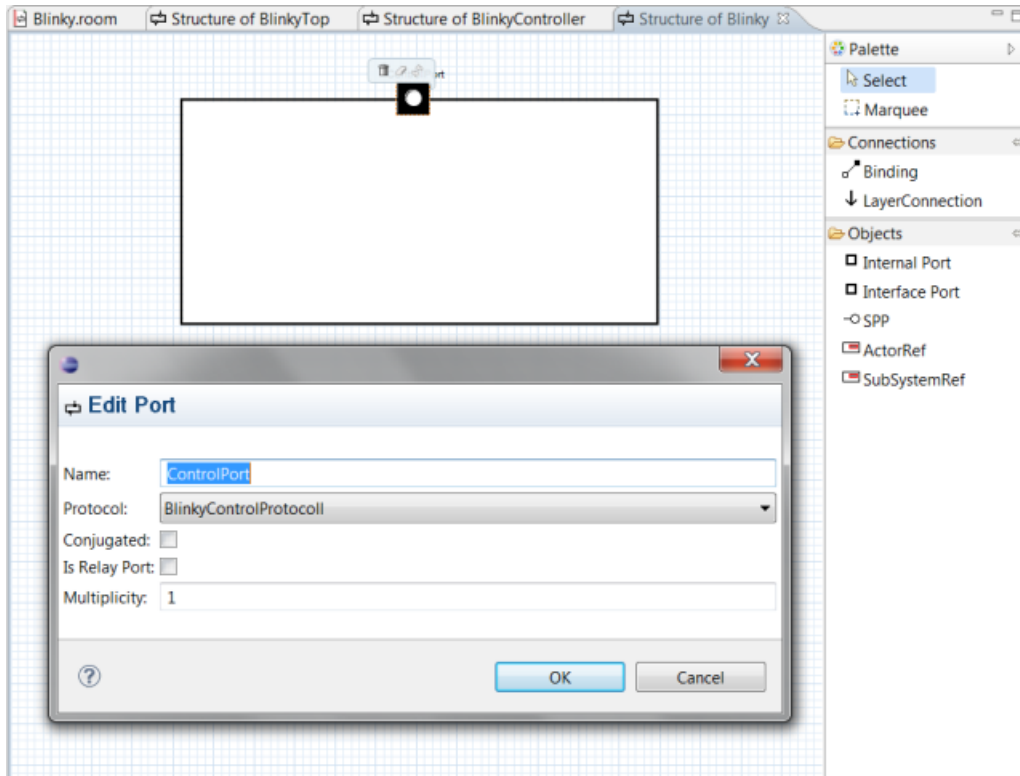 Blinky.room
Structure of BlinkyTop
Structure of BlinkyController
Structure of Blinky
Palette
Select
Marquee
Connections
Binding
LayerConnection
Objects
Internal Port
Interface Port
SPP
ActorRef
SubSystemRef
Edit Port
Name: ControlPort
Protocol: BlinkyControlProtocoll
Conjugated:
Is Relay Port:
Multiplicity: 1
?
OK Cancel